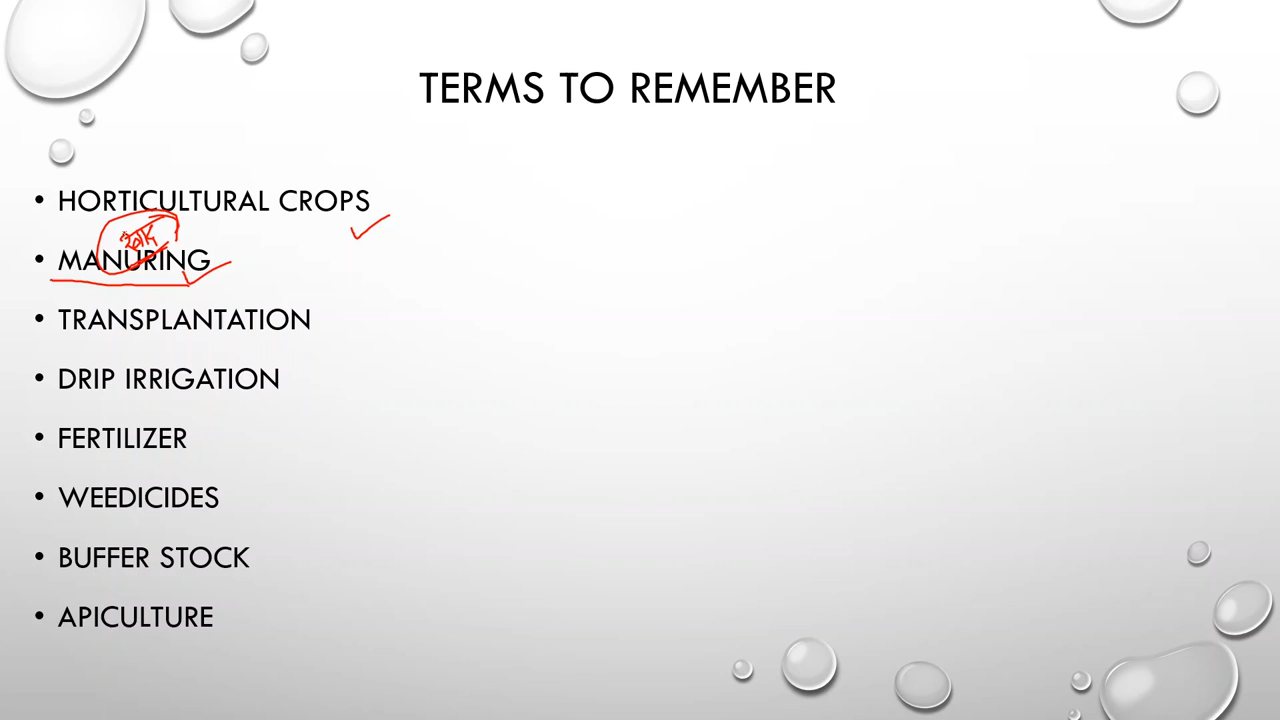 TERMS TO REMEMBER
• HORTICULTURAL CROPS
• MANURING
• TRANSPLANTATION
• DRIP IRRIGATION
• FERTILIZER
• WEEDICIDES
• BUFFER STOCK
• APICULTURE